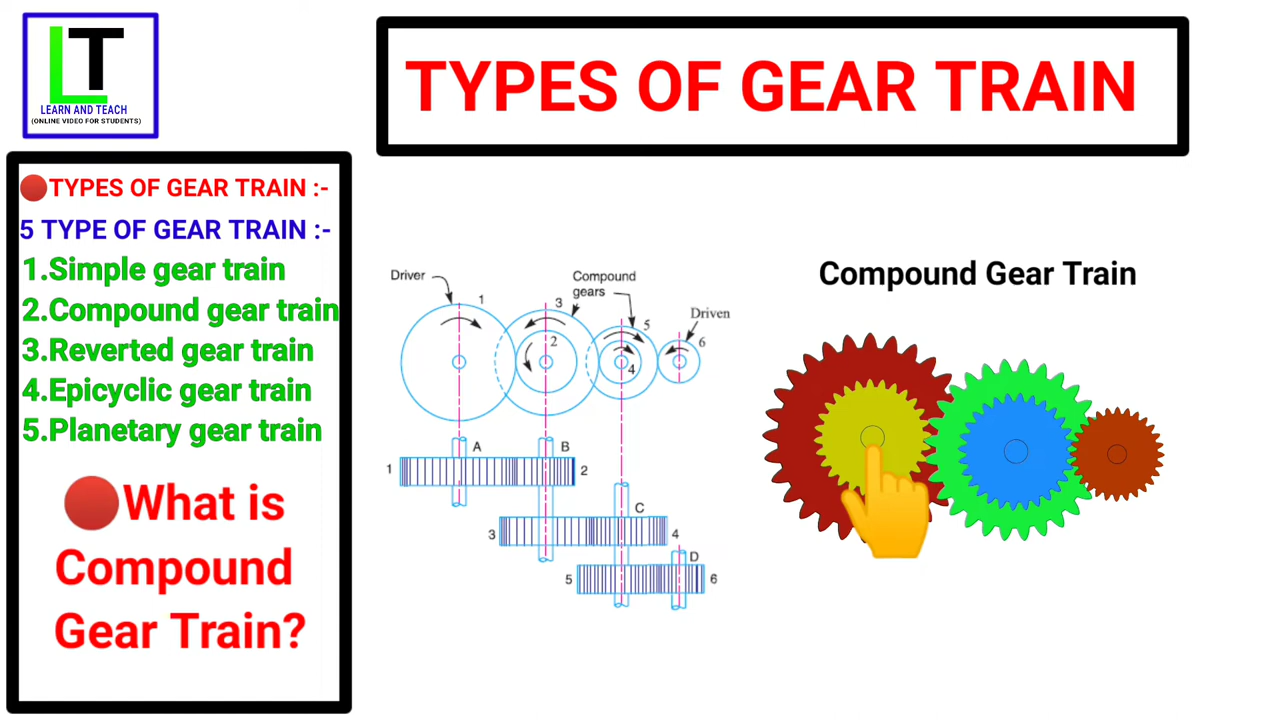 LT
LEARN AND TEACH
(ONLINE VIDEO FOR STUDENTS)
TYPES OF GEAR TRAIN
TYPES OF GEAR TRAIN :-
5 TYPE OF GEAR TRAIN :-
1.Simple gear train
2.Compound gear train
3.Reverted gear train
4.Epicyclic gear train
5.Planetary gear train
What is
Compound
Gear Train?
Driver
1
3
Compound
gears
5
Driven
6
2
4
A
B
1
2
C
3
4
D
5
6
Compound Gear Train